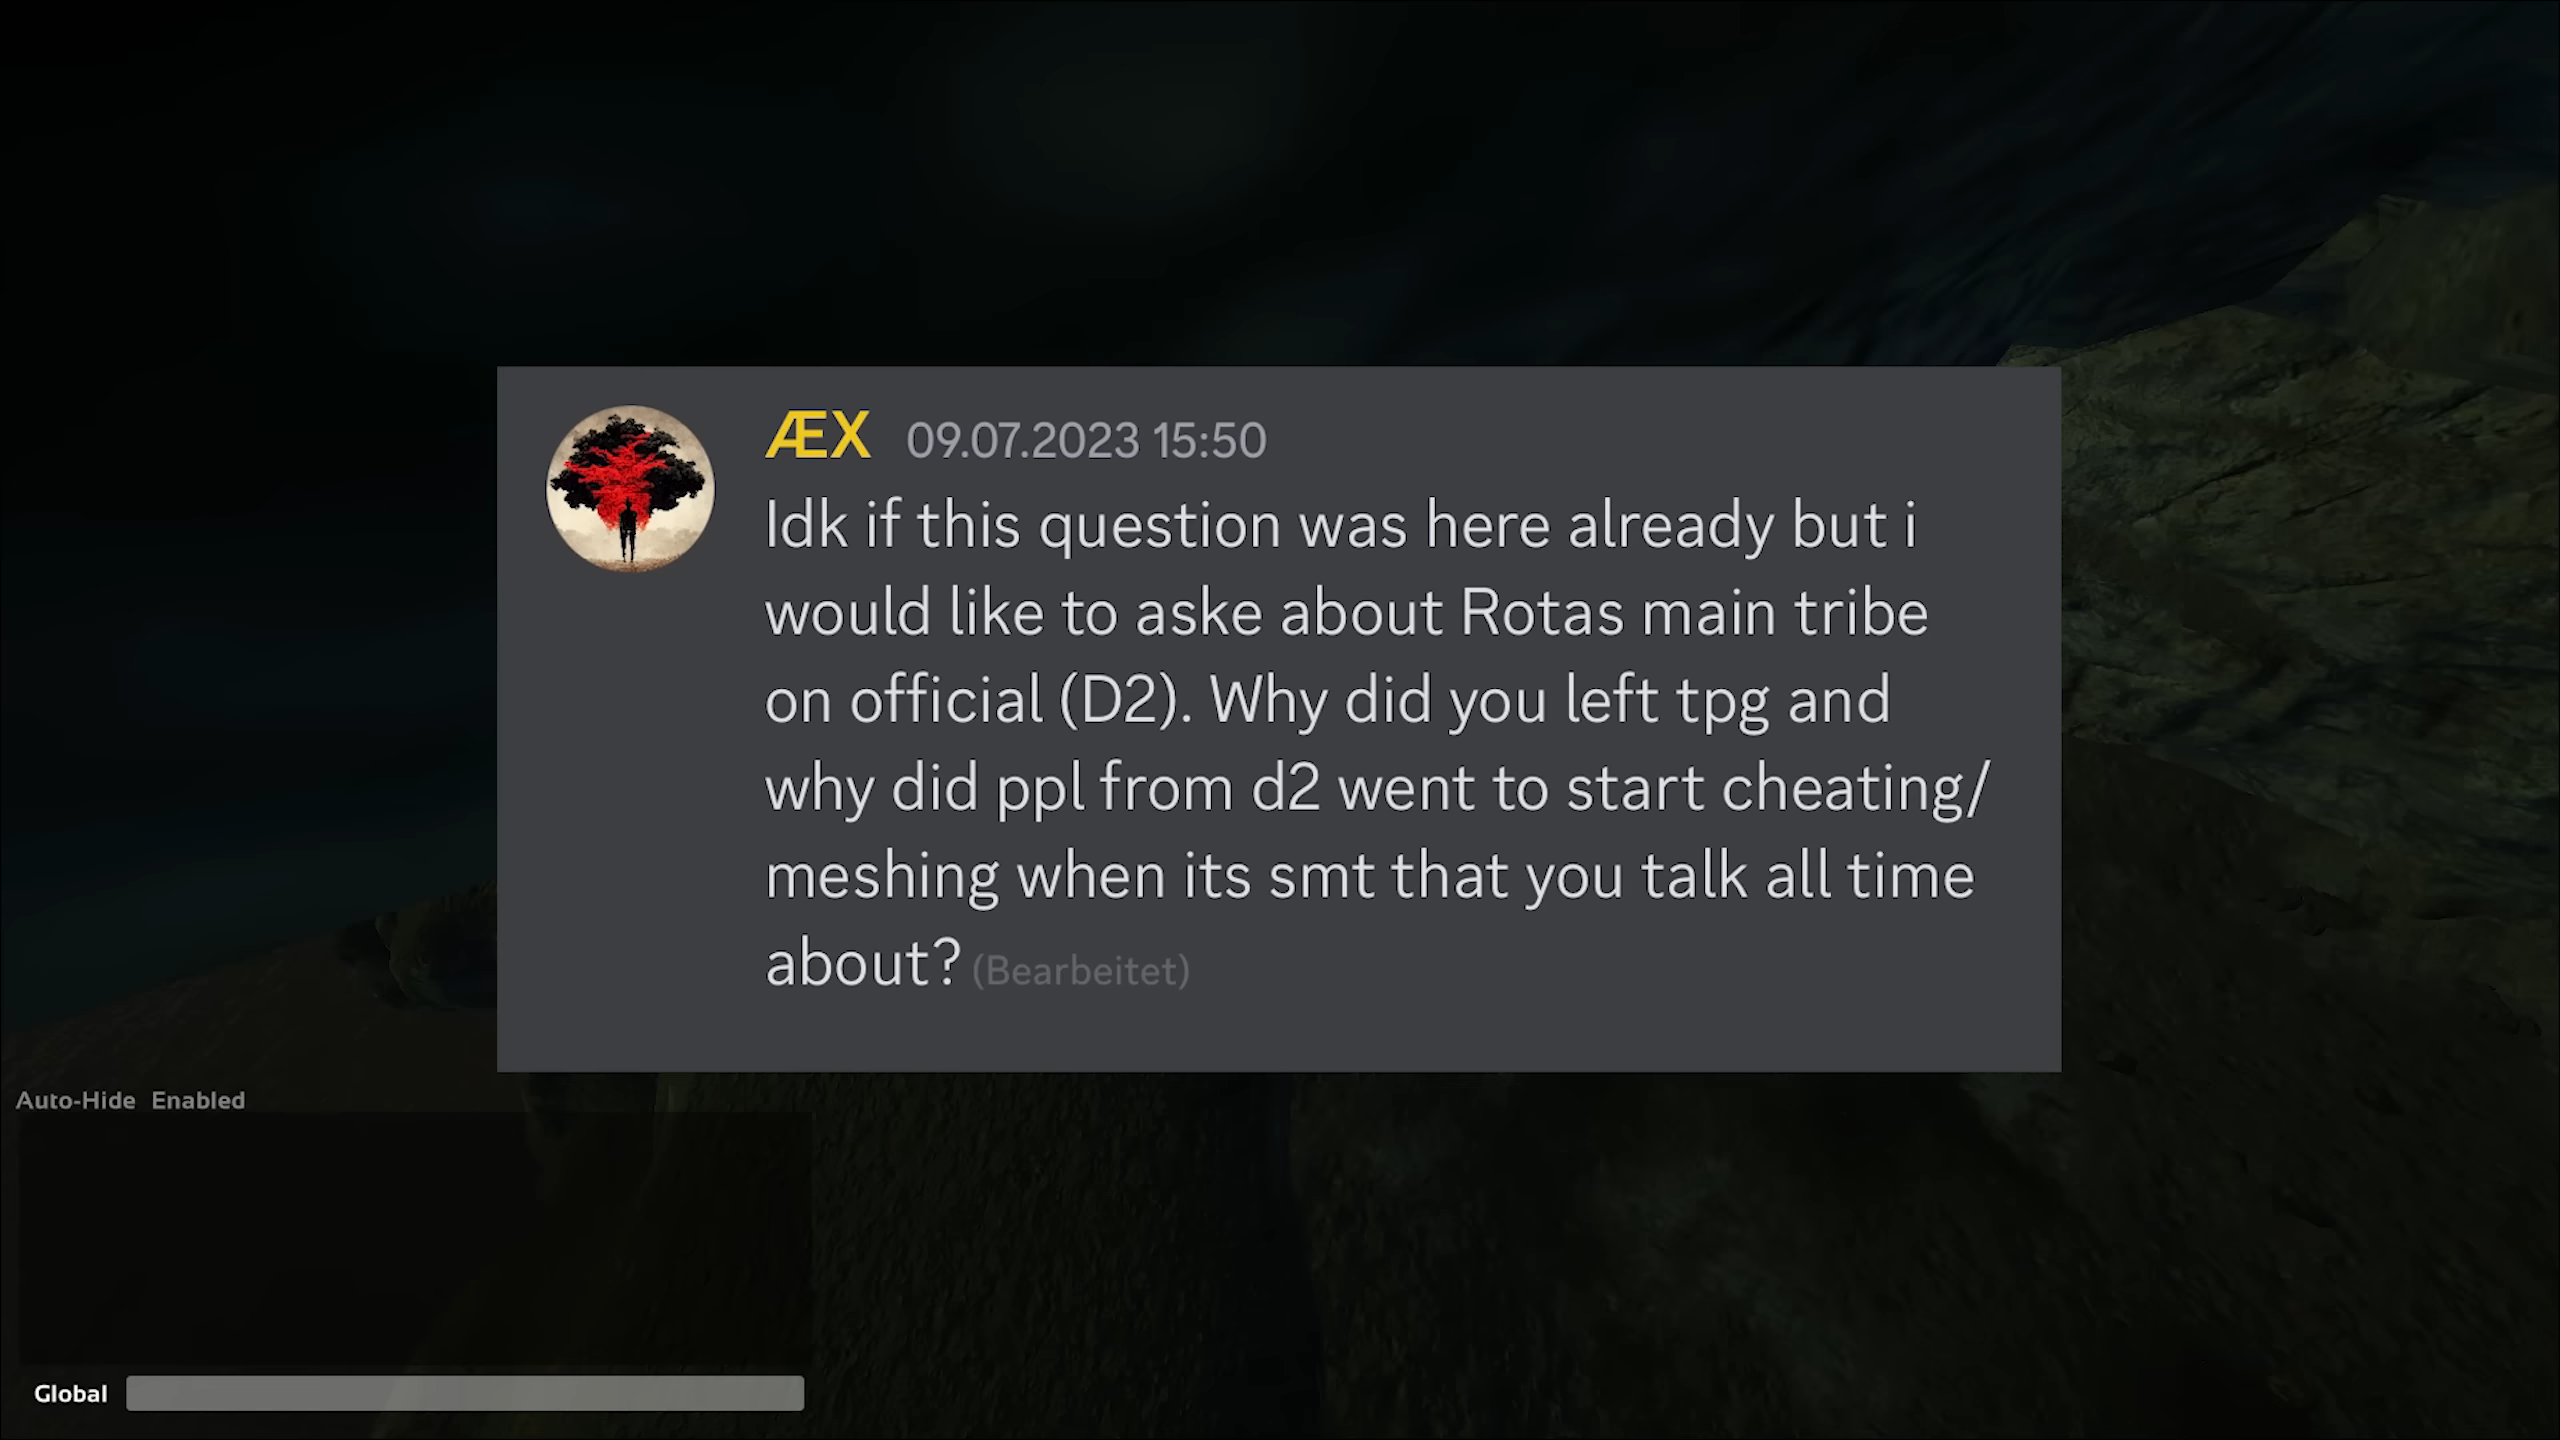 ÆX 09.07.2023 15:50
Idk if this question was here already but i
would like to aske about Rotas main tribe
on official (D2). Why did you left tpg and
why did ppl from d2 went to start cheating/
meshing when its smt that you talk all time
about? (Bearbeitet)
Auto-Hide Enabled
Global